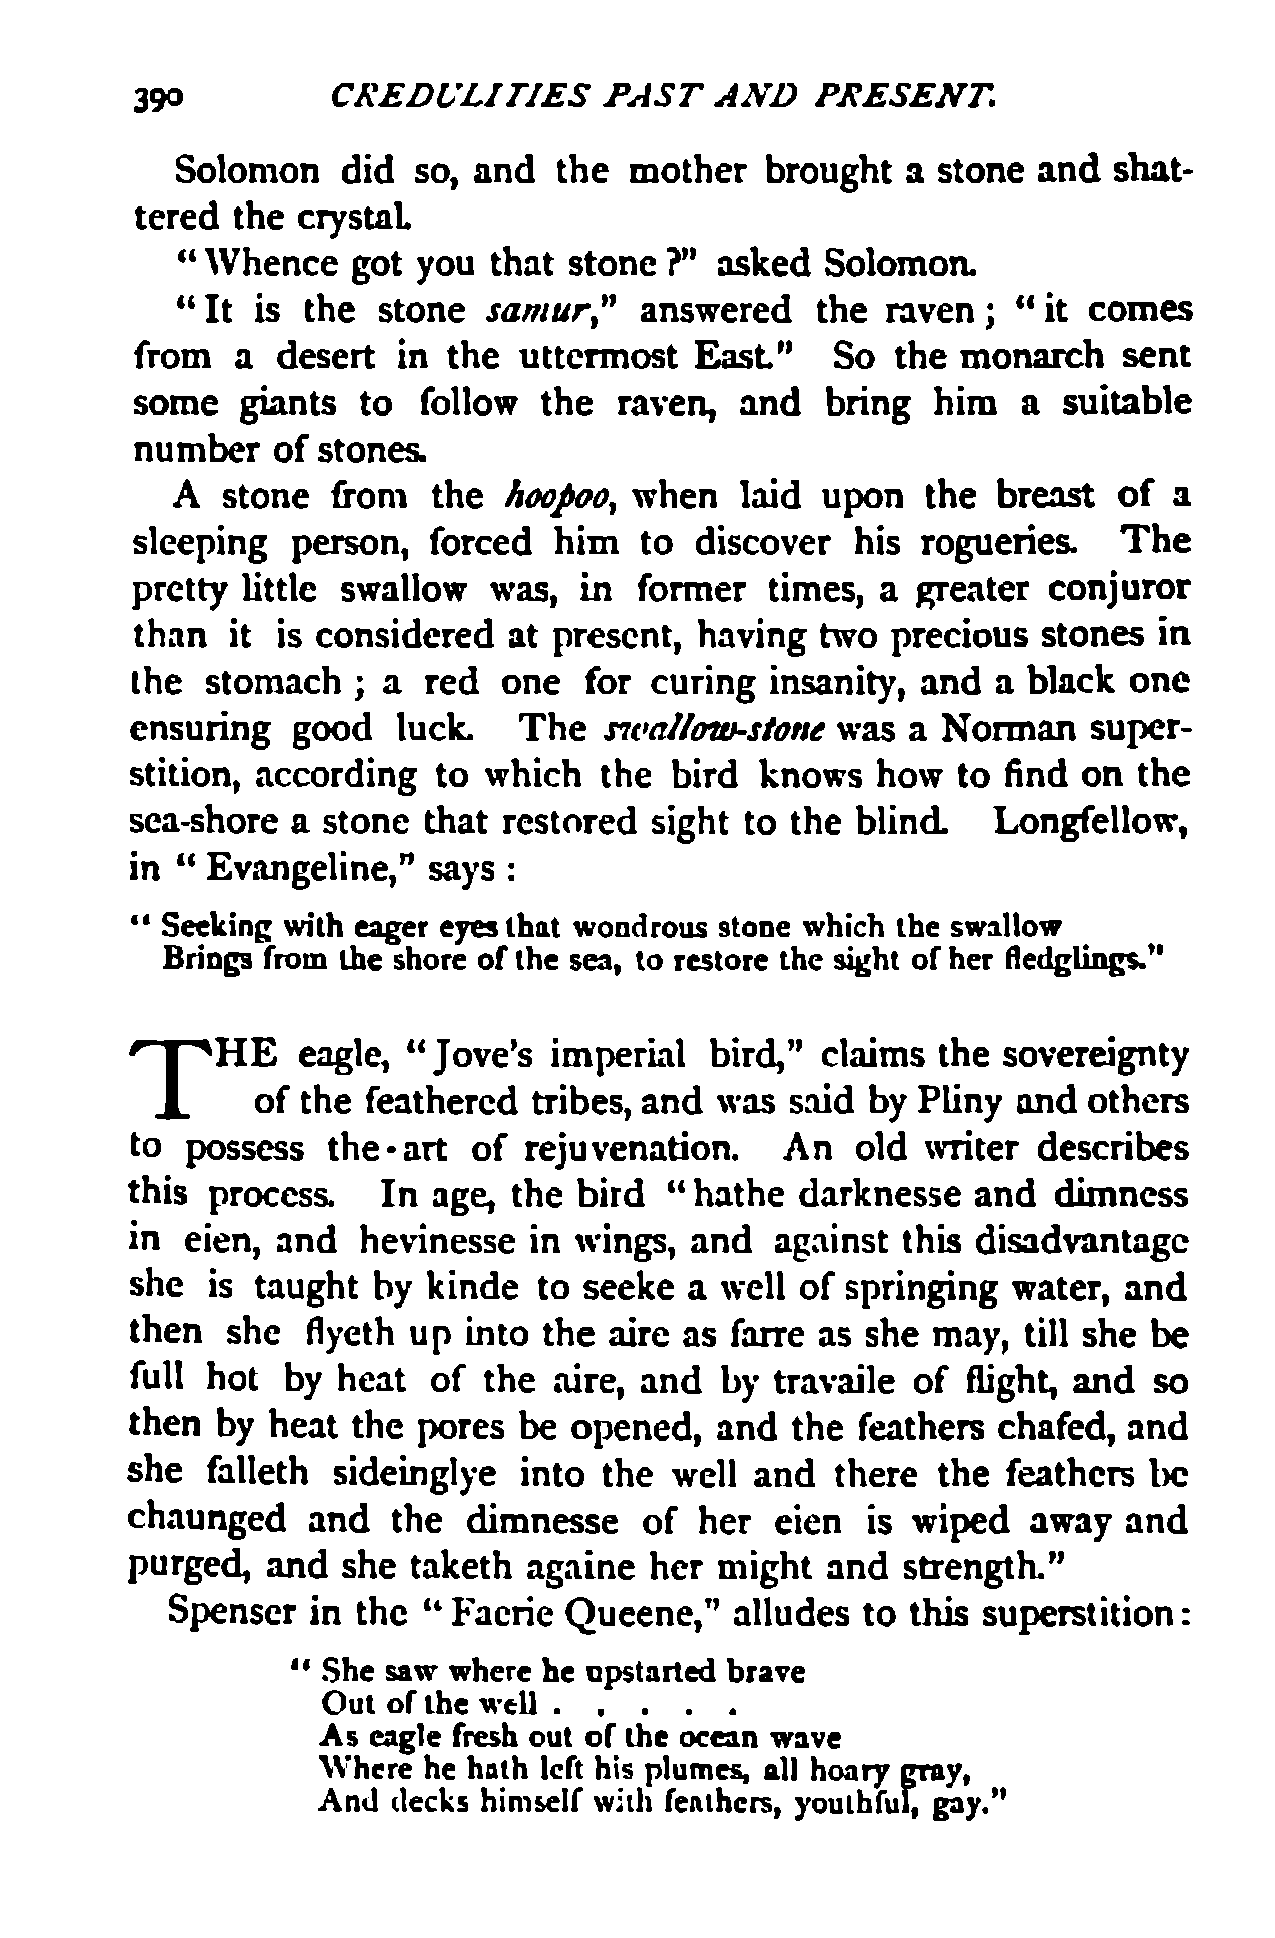 390 CREDULITIES PAST AND PRESENT.
Solomon did so, and the mother brought a stone and shat-
tered the crystal.
"Whence got you that stone?" asked Solomon.
"It is the stone samur," answered the raven; "it comes
from a desert in the uttermost East." So the monarch sent
some giants to follow the raven, and bring him a suitable
number of stones.
A stone from the hoopoo, when laid upon the breast of a
sleeping person, forced him to discover his rogueries. The
pretty little swallow was, in former times, a greater conjuror
than it is considered at present, having two precious stones in
the stomach; a red one for curing insanity, and a black one
ensuring good luck. The swallow-stone was a Norman super-
stition, according to which the bird knows how to find on the
sea-shore a stone that restored sight to the blind. Longfellow,
in "Evangeline," says:
"Seeking with eager eyes that wondrous stone which the swallow
Brings from the shore of the sea, to restore the sight of her fledglings."
THE eagle, "Jove's imperial bird," claims the sovereignty
of the feathered tribes, and was said by Pliny and others
to possess the art of rejuvenation. An old writer describes
this process. In age, the bird "hathe darknesse and dimness
in eien, and hevinesse in wings, and against this disadvantage
she is taught by kinde to seeke a well of springing water, and
then she flyeth up into the aire as farre as she may, till she be
full hot by heat of the aire, and by travaile of flight, and so
then by heat the pores be opened, and the feathers chafed, and
she falleth sideinglye into the well and there the feathers be
chaunged and the dimnesse of her eien is wiped away and
purged, and she taketh againe her might and strength."
Spenser in the "Faerie Queene," alludes to this superstition:
"She saw where he upstarted brave
Out of the well . . . . .
As eagle fresh out of the ocean wave
Where he hath left his plumes, all hoary gray,
And decks himself with feathers, youthful, gay."